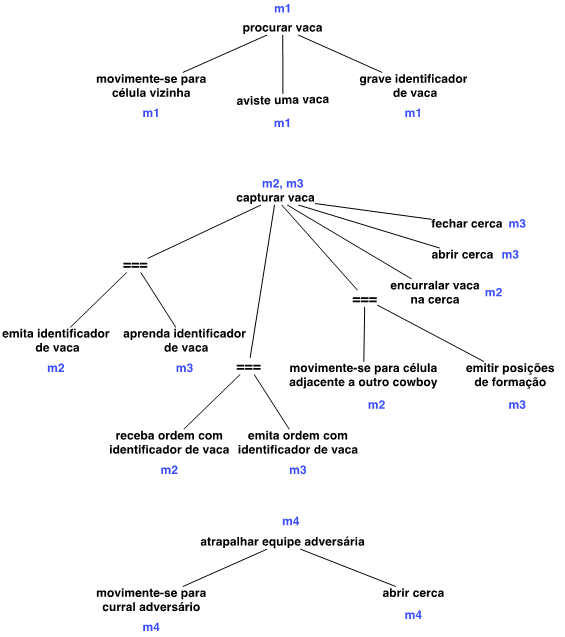 m1
procurar vaca
movimente-se para
célula vizinha
m1
aviste uma vaca
m1
grave identificador
de vaca
m1
m2, m3
capturar vaca
fechar cerca m3
abrir cerca m3
encurralar vaca
na cerca m2
===
emita identificador
de vaca
m2
aprenda identificador
de vaca
m3
===
receba ordem com
identificador de vaca
m2
emita ordem com
identificador de vaca
m3
===
movimente-se para célula
adjacente a outro cowboy
m2
emitir posições
de formação
m3
m4
atrapalhar equipe adversária
movimente-se para
curral adversário
m4
abrir cerca
m4